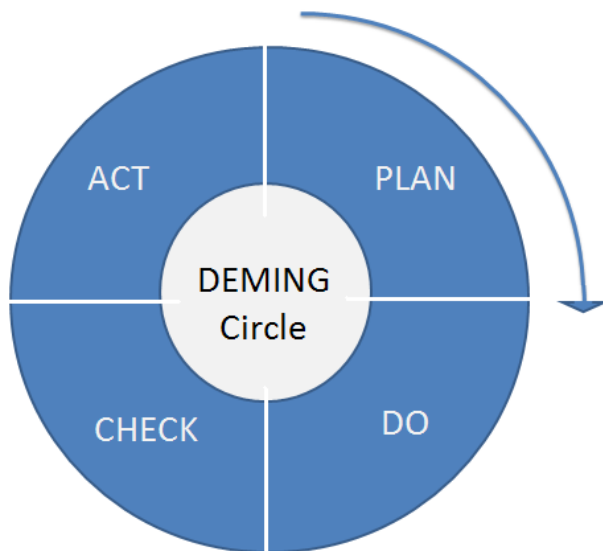 ACT
PLAN
DEMING
Circle
CHECK
DO